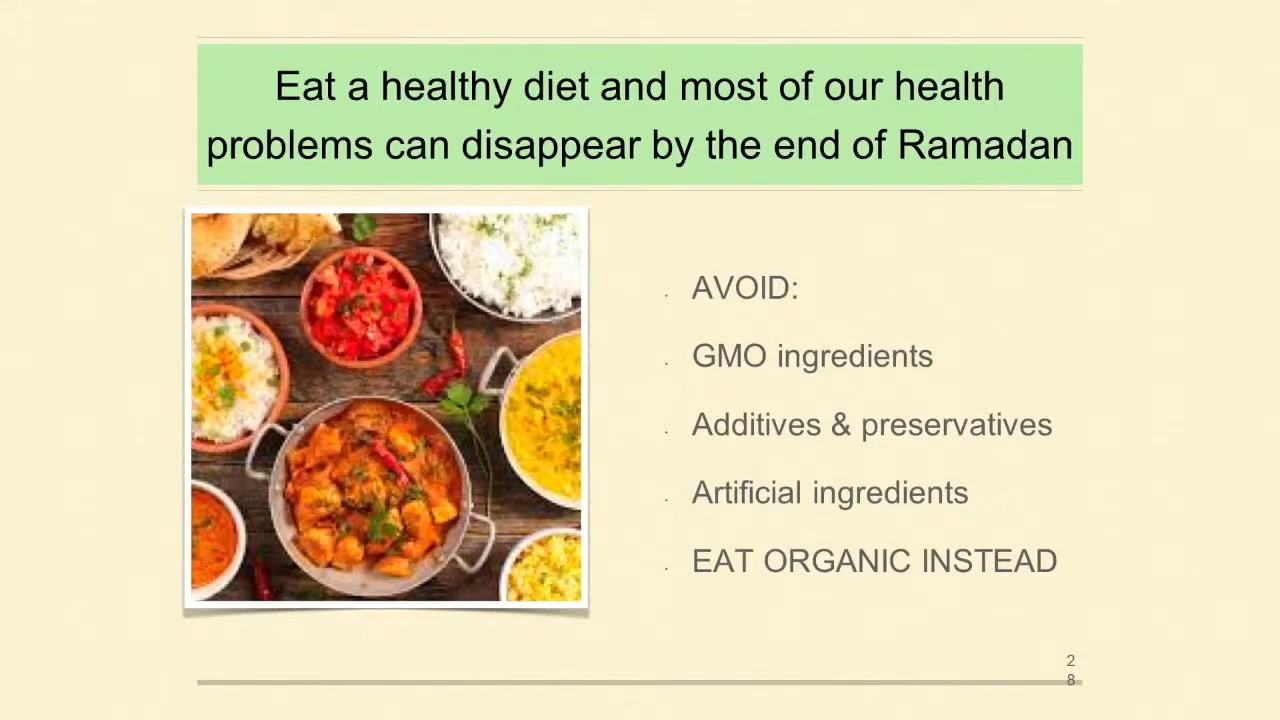 Eat a healthy diet and most of our health
problems can disappear by the end of Ramadan
AVOID:
GMO ingredients
Additives & preservatives
Artificial ingredients
EAT ORGANIC INSTEAD
2
8